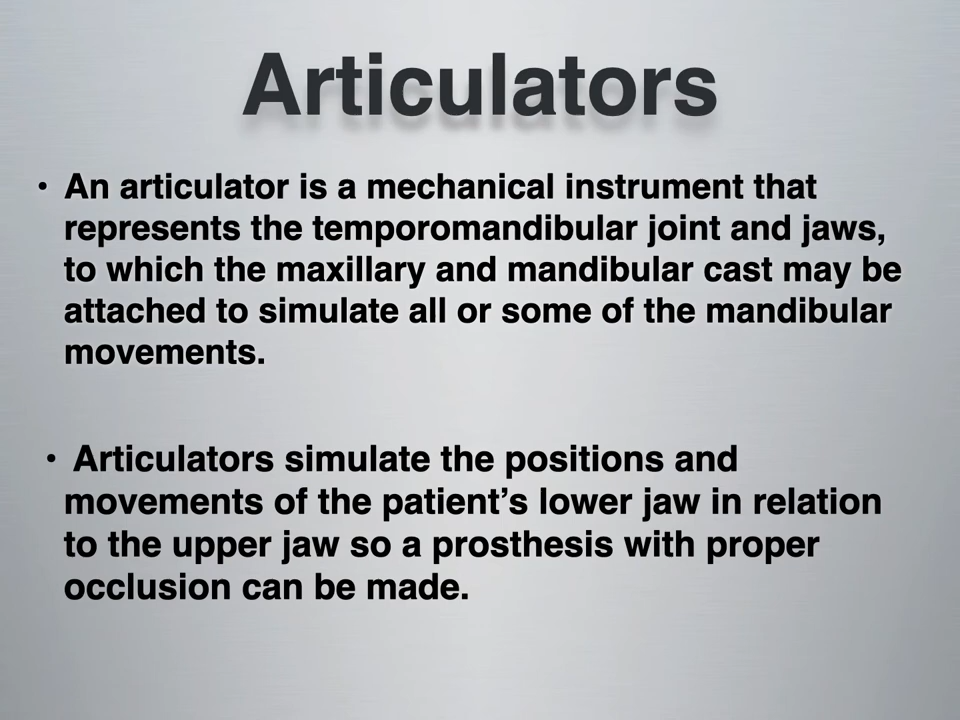 Articulators
• An articulator is a mechanical instrument that
represents the temporomandibular joint and jaws,
to which the maxillary and mandibular cast may be
attached to simulate all or some of the mandibular
movements.
• Articulators simulate the positions and
movements of the patient’s lower jaw in relation
to the upper jaw so a prosthesis with proper
occlusion can be made.